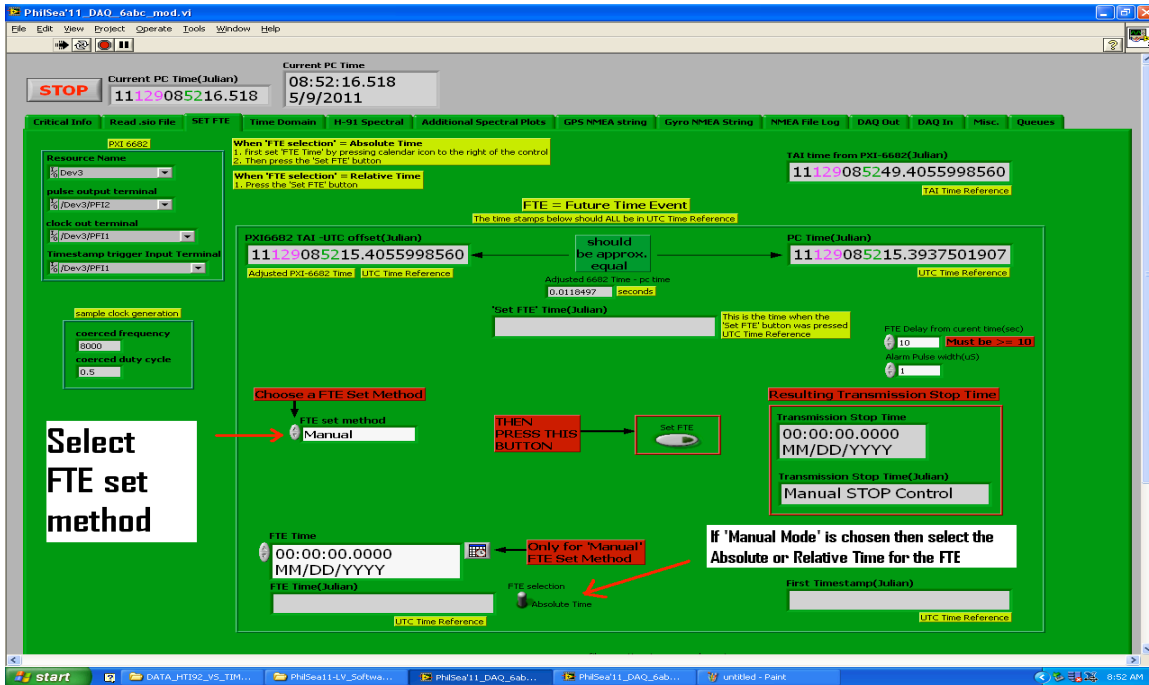 PhilSea'11_DAQ_6abc_mod.vi
File Edit View Project Operate Tools Window Help
STOP
Current PC Time(Julian)
11129085216.518
Current PC Time
08:52:16.518
5/9/2011
Critical Info Read .sio File SET FTE Time Domain H-91 Spectral Additional Spectral Plots GPS NMEA string Gyro NMEA String NMEA File Log DAQ Out DAQ In Misc. Queues
PXI 6682
Resource Name
Dev3
pulse output terminal
/Dev3/PFI2
clock out terminal
/Dev3/PFI1
Timestamp trigger Input Terminal
/Dev3/PFI1
When 'FTE selection' = Absolute Time
1. first set 'FTE Time' by pressing calendar icon to the right of the control
2. Then press the 'Set FTE' button
When 'FTE selection' = Relative Time
1. Press the 'Set FTE' button
TAI time from PXI-6682(Julian)
11129085249.4055998560
TAI Time Reference
FTE = Future Time Event
The time stamps below should ALL be in UTC Time Reference
PXI6682 TAI -UTC offset(Julian)
11129085215.4055998560
Adjusted PXI-6682 Time UTC Time Reference
should
be approx.
equal
PC Time(Julian)
11129085215.3937501907
UTC Time Reference
Adjusted 6682 Time - pc time
0.0118497 seconds
sample clock generation
coerced frequency
8000
coerced duty cycle
0.5
'Set FTE' Time(Julian)
This is the time when the
'Set FTE' button was pressed
UTC Time Reference
FTE Delay from curent time(sec)
10 Must be >= 10
Alarm Pulse width(uS)
1
Choose a FTE Set Method
FTE set method
Manual
Select
FTE set
method
THEN
PRESS THIS
BUTTON
Set FTE
Resulting Transmission Stop Time
Transmission Stop Time
00:00:00.0000
MM/DD/YYYY
Transmission Stop Time(Julian)
Manual STOP Control
FTE Time
00:00:00.0000
MM/DD/YYYY
Only for 'Manual'
FTE Set Method
If 'Manual Mode' is chosen then select the
Absolute or Relative Time for the FTE
FTE Time(Julian)
UTC Time Reference
FTE selection
Absolute Time
First Timestamp(Julian)
UTC Time Reference
start DATA_HTI92_VS_TIM... PhilSea11-LV_Softwa... PhilSea'11_DAQ_6ab... PhilSea'11_DAQ_6ab... untitled - Paint 8:52 AM